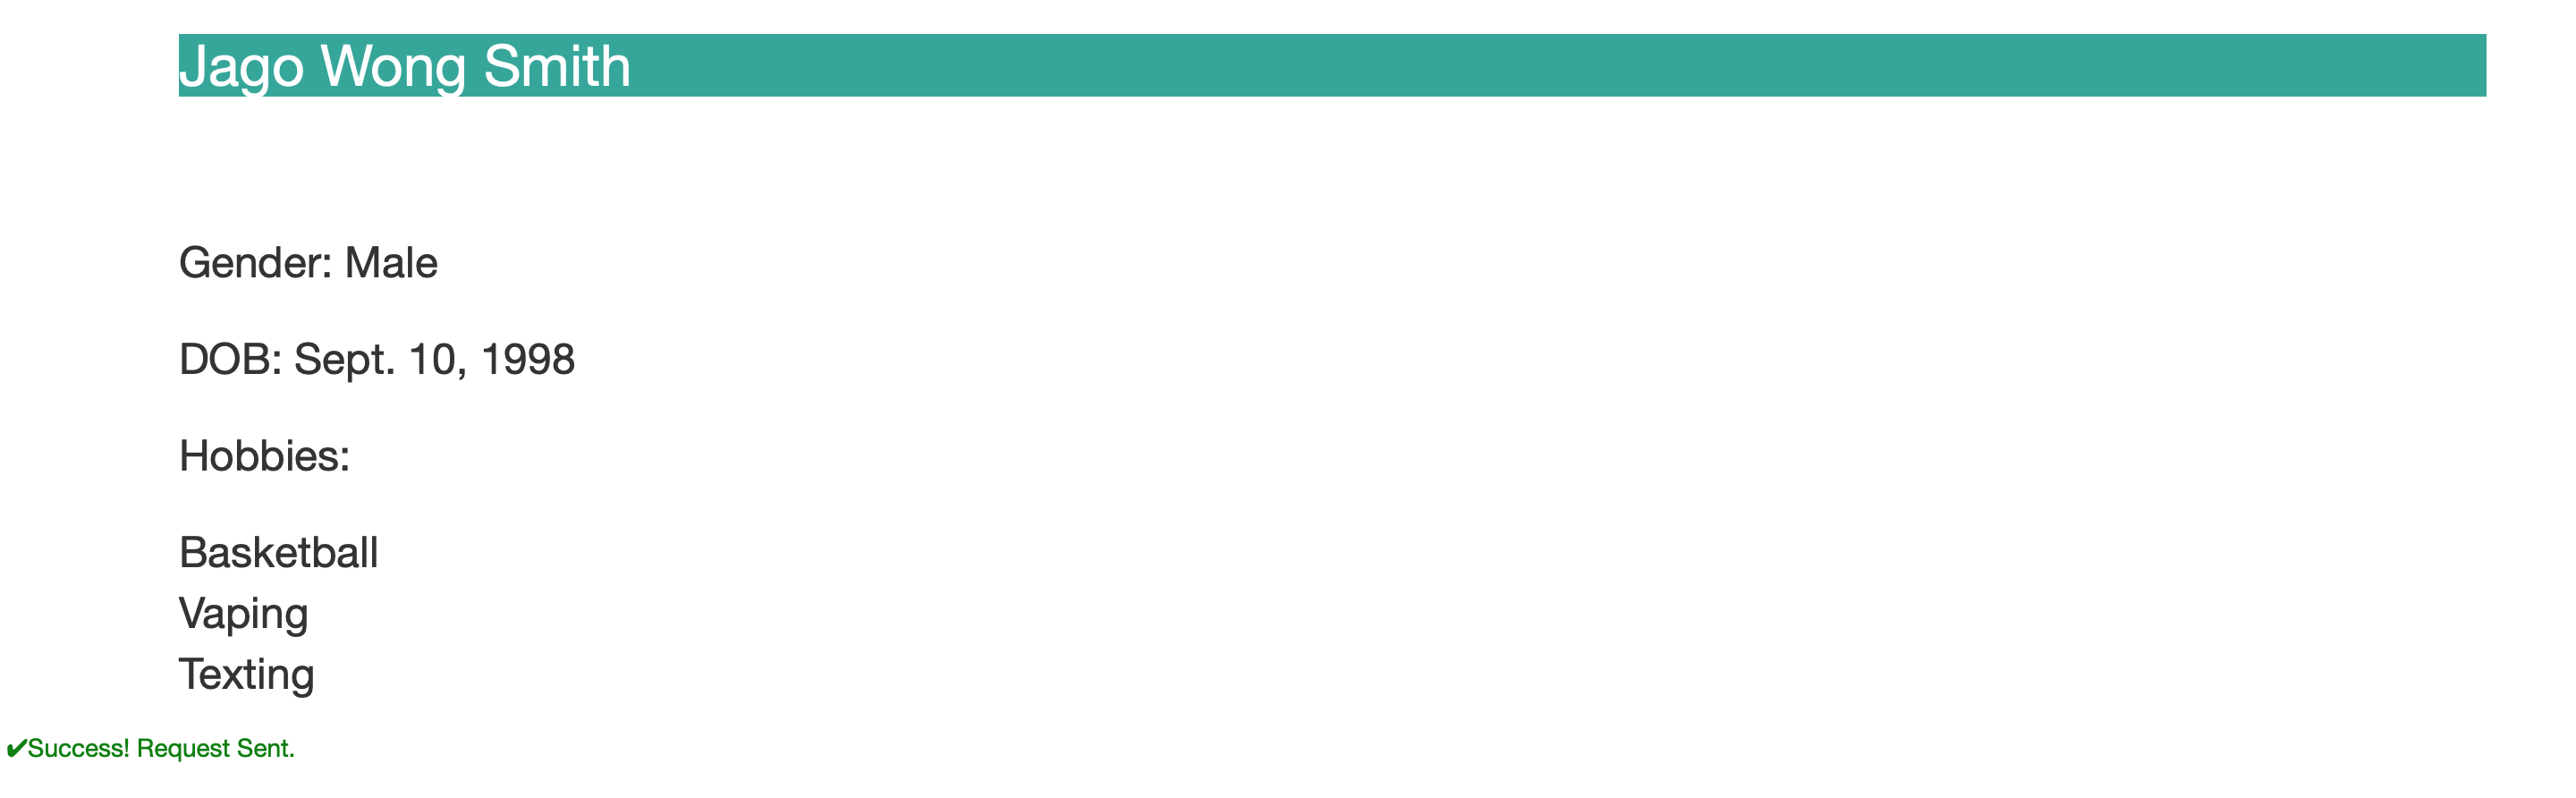 Jago Wong Smith
Gender: Male
DOB: Sept. 10, 1998
Hobbies:
Basketball
Vaping
Texting
✔Success! Request Sent.